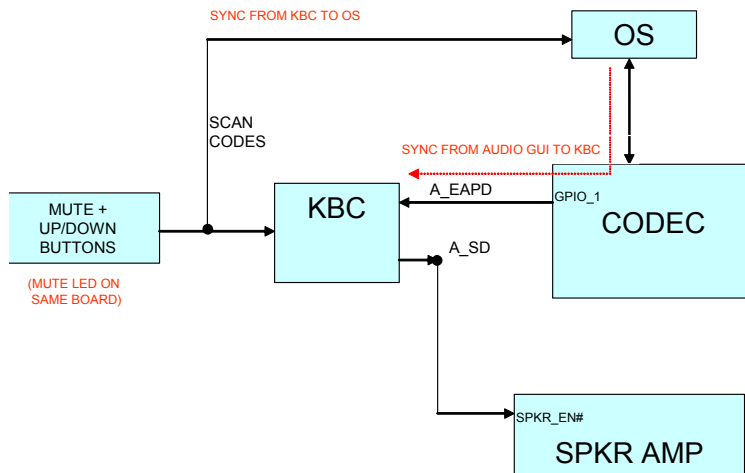 SYNC FROM KBC TO OS
OS
SCAN
CODES
SYNC FROM AUDIO GUI TO KBC
MUTE +
UP/DOWN
BUTTONS
KBC
A_EAPD
GPIO_1
CODEC
A_SD
(MUTE LED ON
SAME BOARD)
SPKR_EN#
SPKR AMP